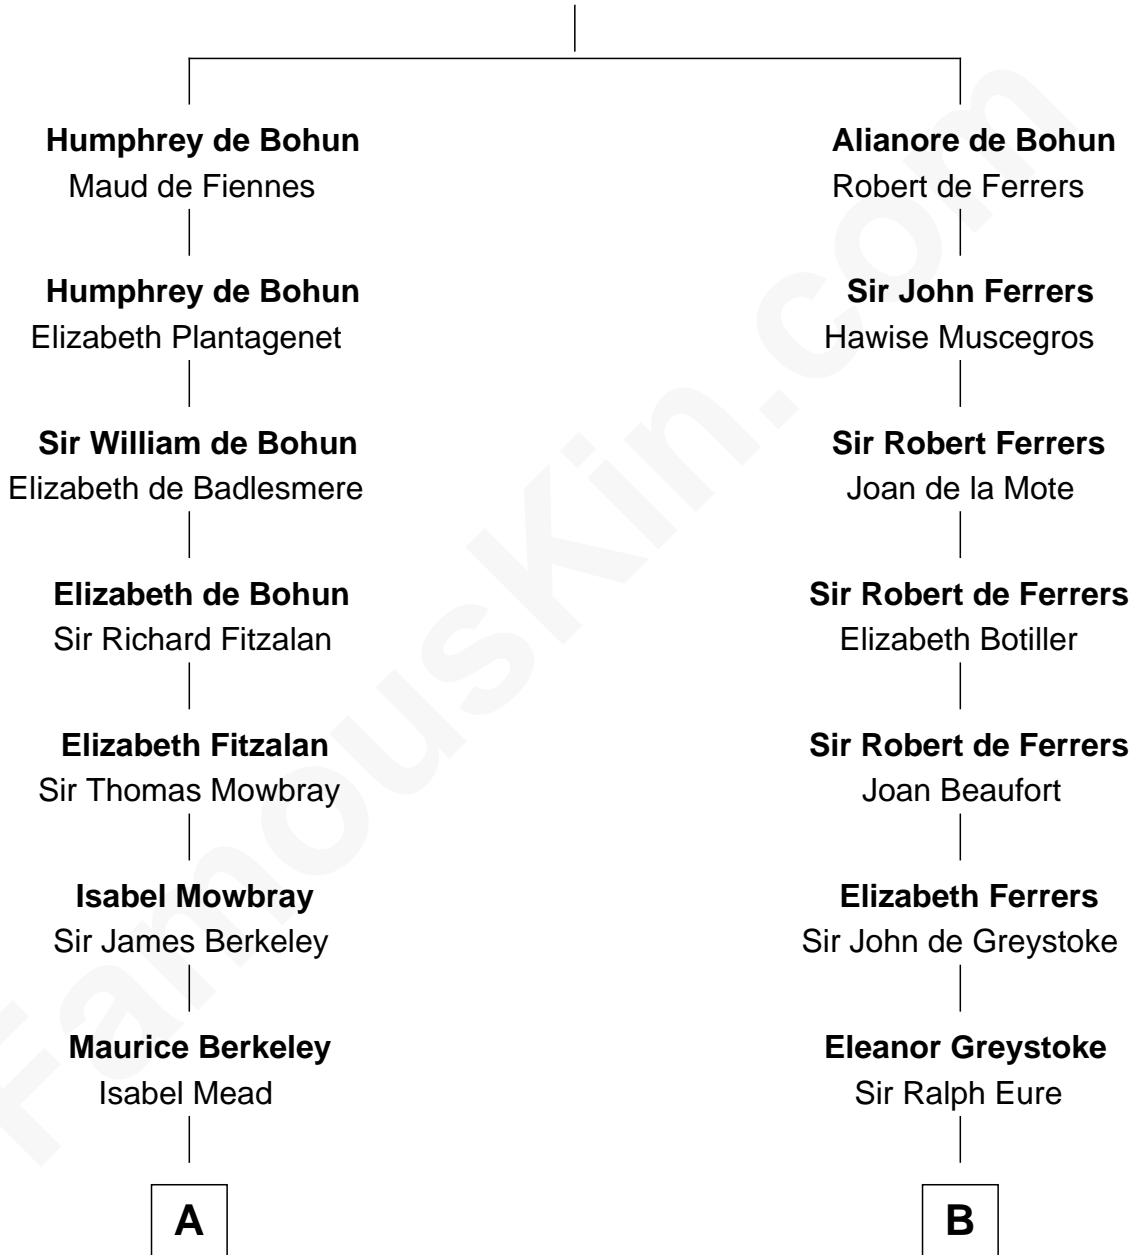 Humphrey de Bohun
Maud de Fiennes
Humphrey de Bohun
Elizabeth Plantagenet
Sir William de Bohun
Elizabeth de Badlesmere
Elizabeth de Bohun
Sir Richard Fitzalan
Elizabeth Fitzalan
Sir Thomas Mowbray
Isabel Mowbray
Sir James Berkeley
Maurice Berkeley
Isabel Mead
A
Alianore de Bohun
Robert de Ferrers
Sir John Ferrers
Hawise Muscegros
Sir Robert Ferrers
Joan de la Mote
Sir Robert de Ferrers
Elizabeth Botiller
Sir Robert de Ferrers
Joan Beaufort
Elizabeth Ferrers
Sir John de Greystoke
Eleanor Greystoke
Sir Ralph Eure
B
FamousKin.com